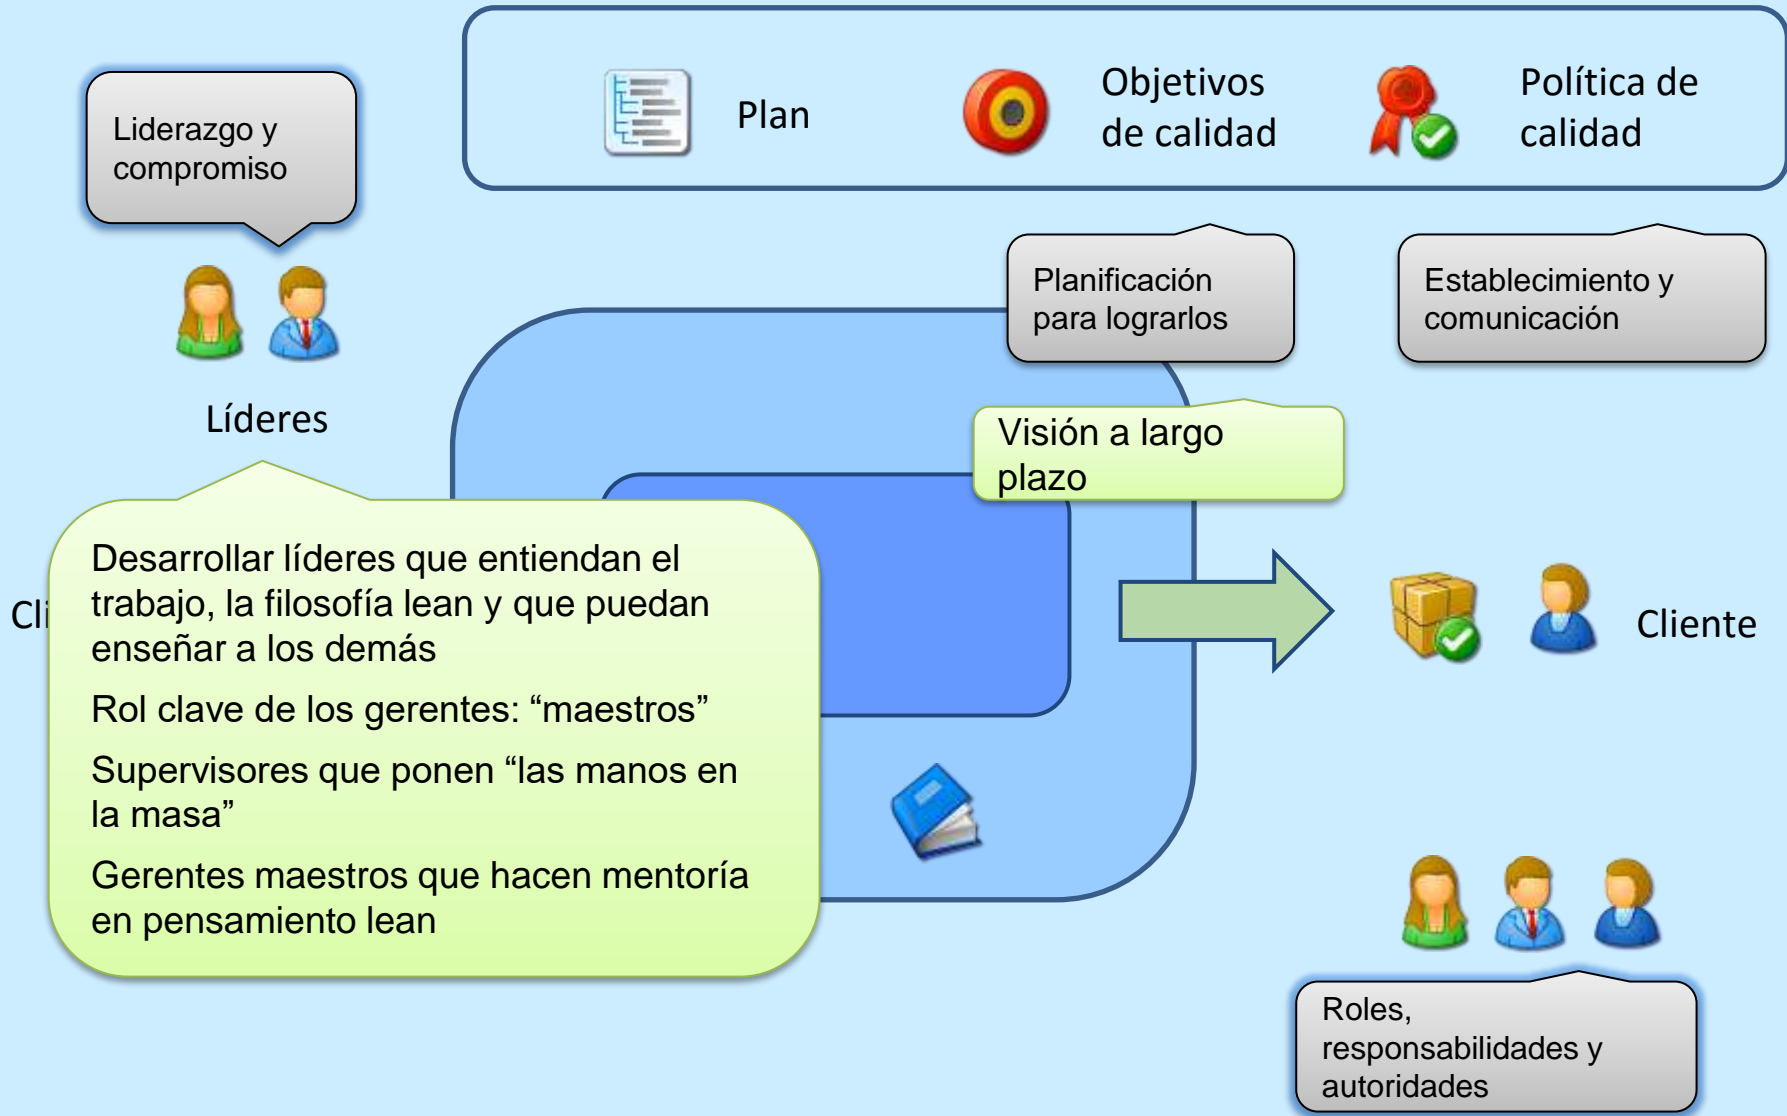 Plan
Objetivos
de calidad
Política de
calidad
Liderazgo y
compromiso
Planificación
para lograrlos
Establecimiento y
comunicación
Líderes
Visión a largo
plazo
Desarrollar líderes que entiendan el
trabajo, la filosofía lean y que puedan
enseñar a los demás
Rol clave de los gerentes: “maestros”
Supervisores que ponen “las manos en
la masa”
Gerentes maestros que hacen mentoría
en pensamiento lean
Cliente
Roles,
responsabilidades y
autoridades